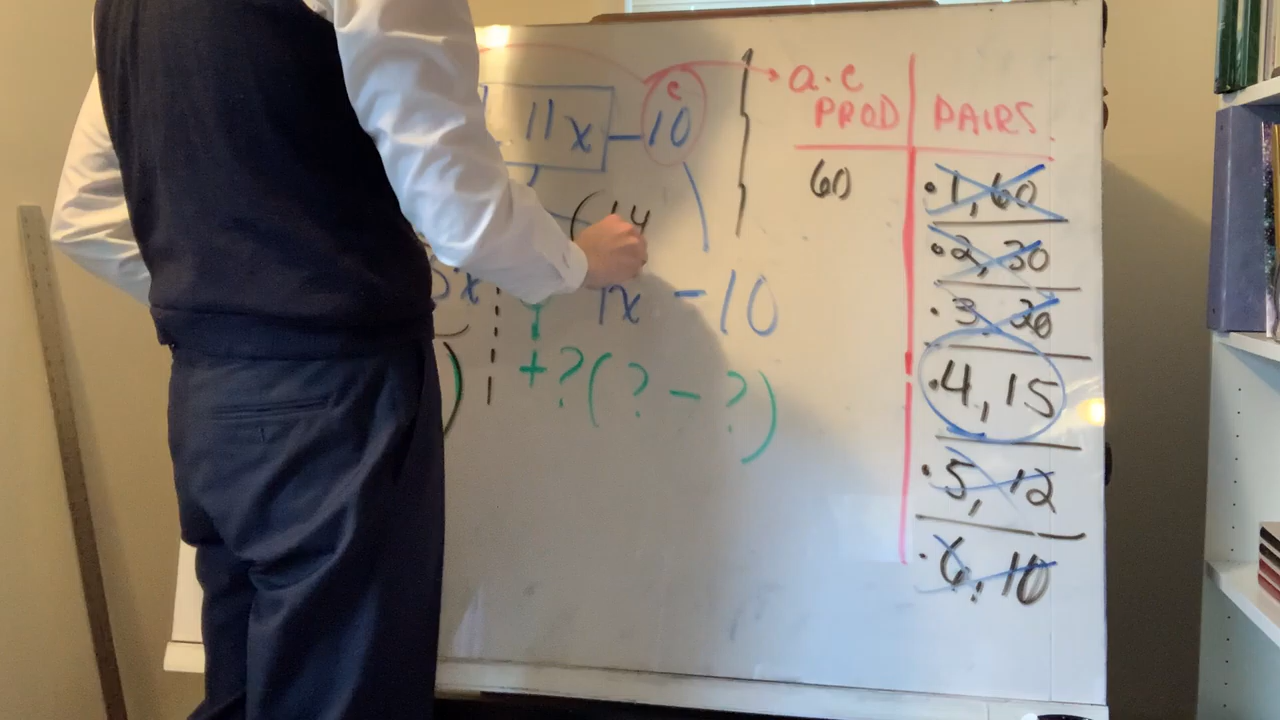 11x - 10
c
a.c
PROD
PAIRS
60
.1, 60
.2, 30
.3, 20
.4, 15
.5, 12
.6, 10
(14
5x
1x - 10
+?(? - ?)
)